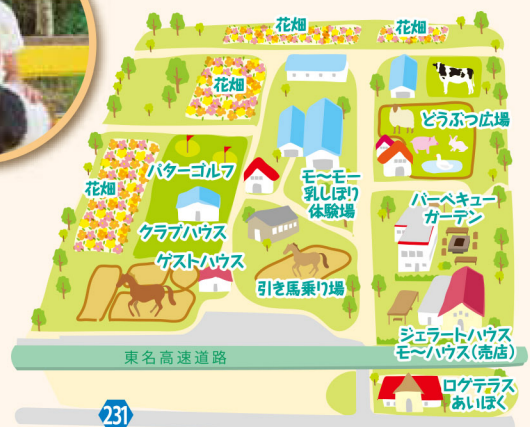 花畑
花畑
花畑
どうぶつ広場
パターゴルフ
モ〜モー
乳しぼり
体験場
花畑
バーベキュー
ガーデン
クラブハウス
ゲストハウス
引き馬乗り場
ジェラートハウス
モ〜ハウス(売店)
東名高速道路
ログテラス
あいぼく
231